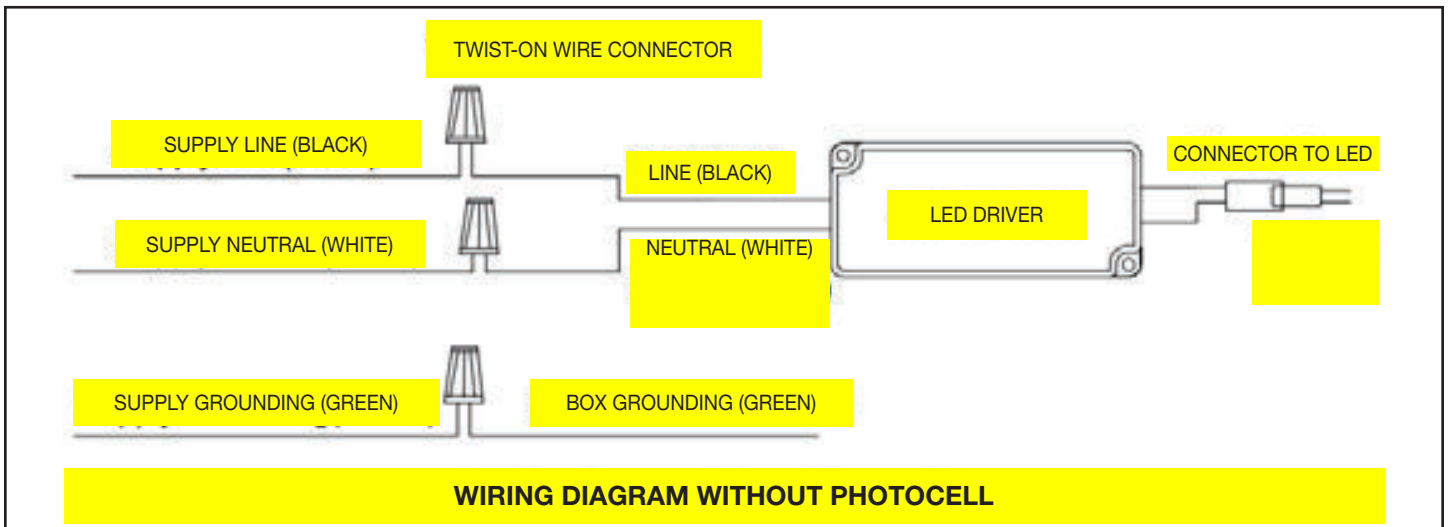 TWIST-ON WIRE CONNECTOR
SUPPLY LINE (BLACK)
LINE (BLACK)
CONNECTOR TO LED
LED DRIVER
SUPPLY NEUTRAL (WHITE)
NEUTRAL (WHITE)
SUPPLY GROUNDING (GREEN)
BOX GROUNDING (GREEN)
WIRING DIAGRAM WITHOUT PHOTOCELL